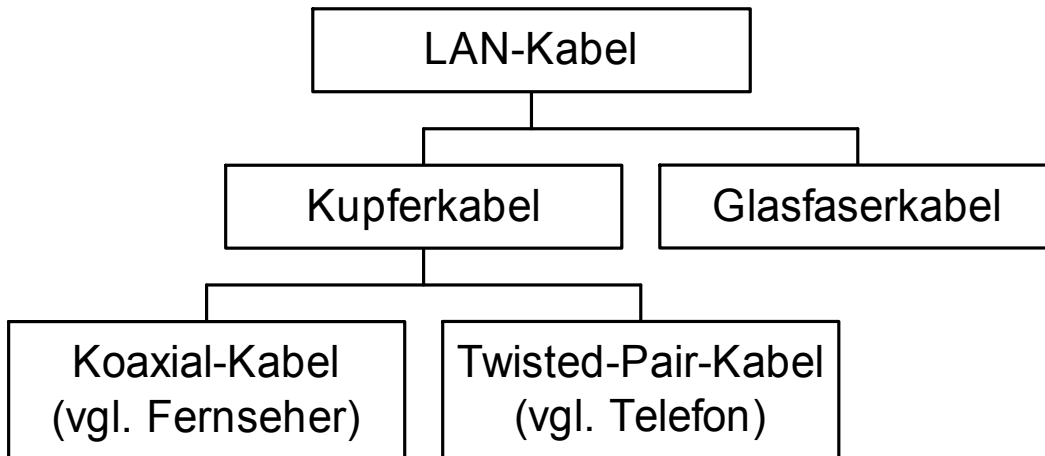 LAN-Kabel
Kupferkabel
Glasfaserkabel
Koaxial-Kabel
(vgl. Fernseher)
Twisted-Pair-Kabel
(vgl. Telefon)